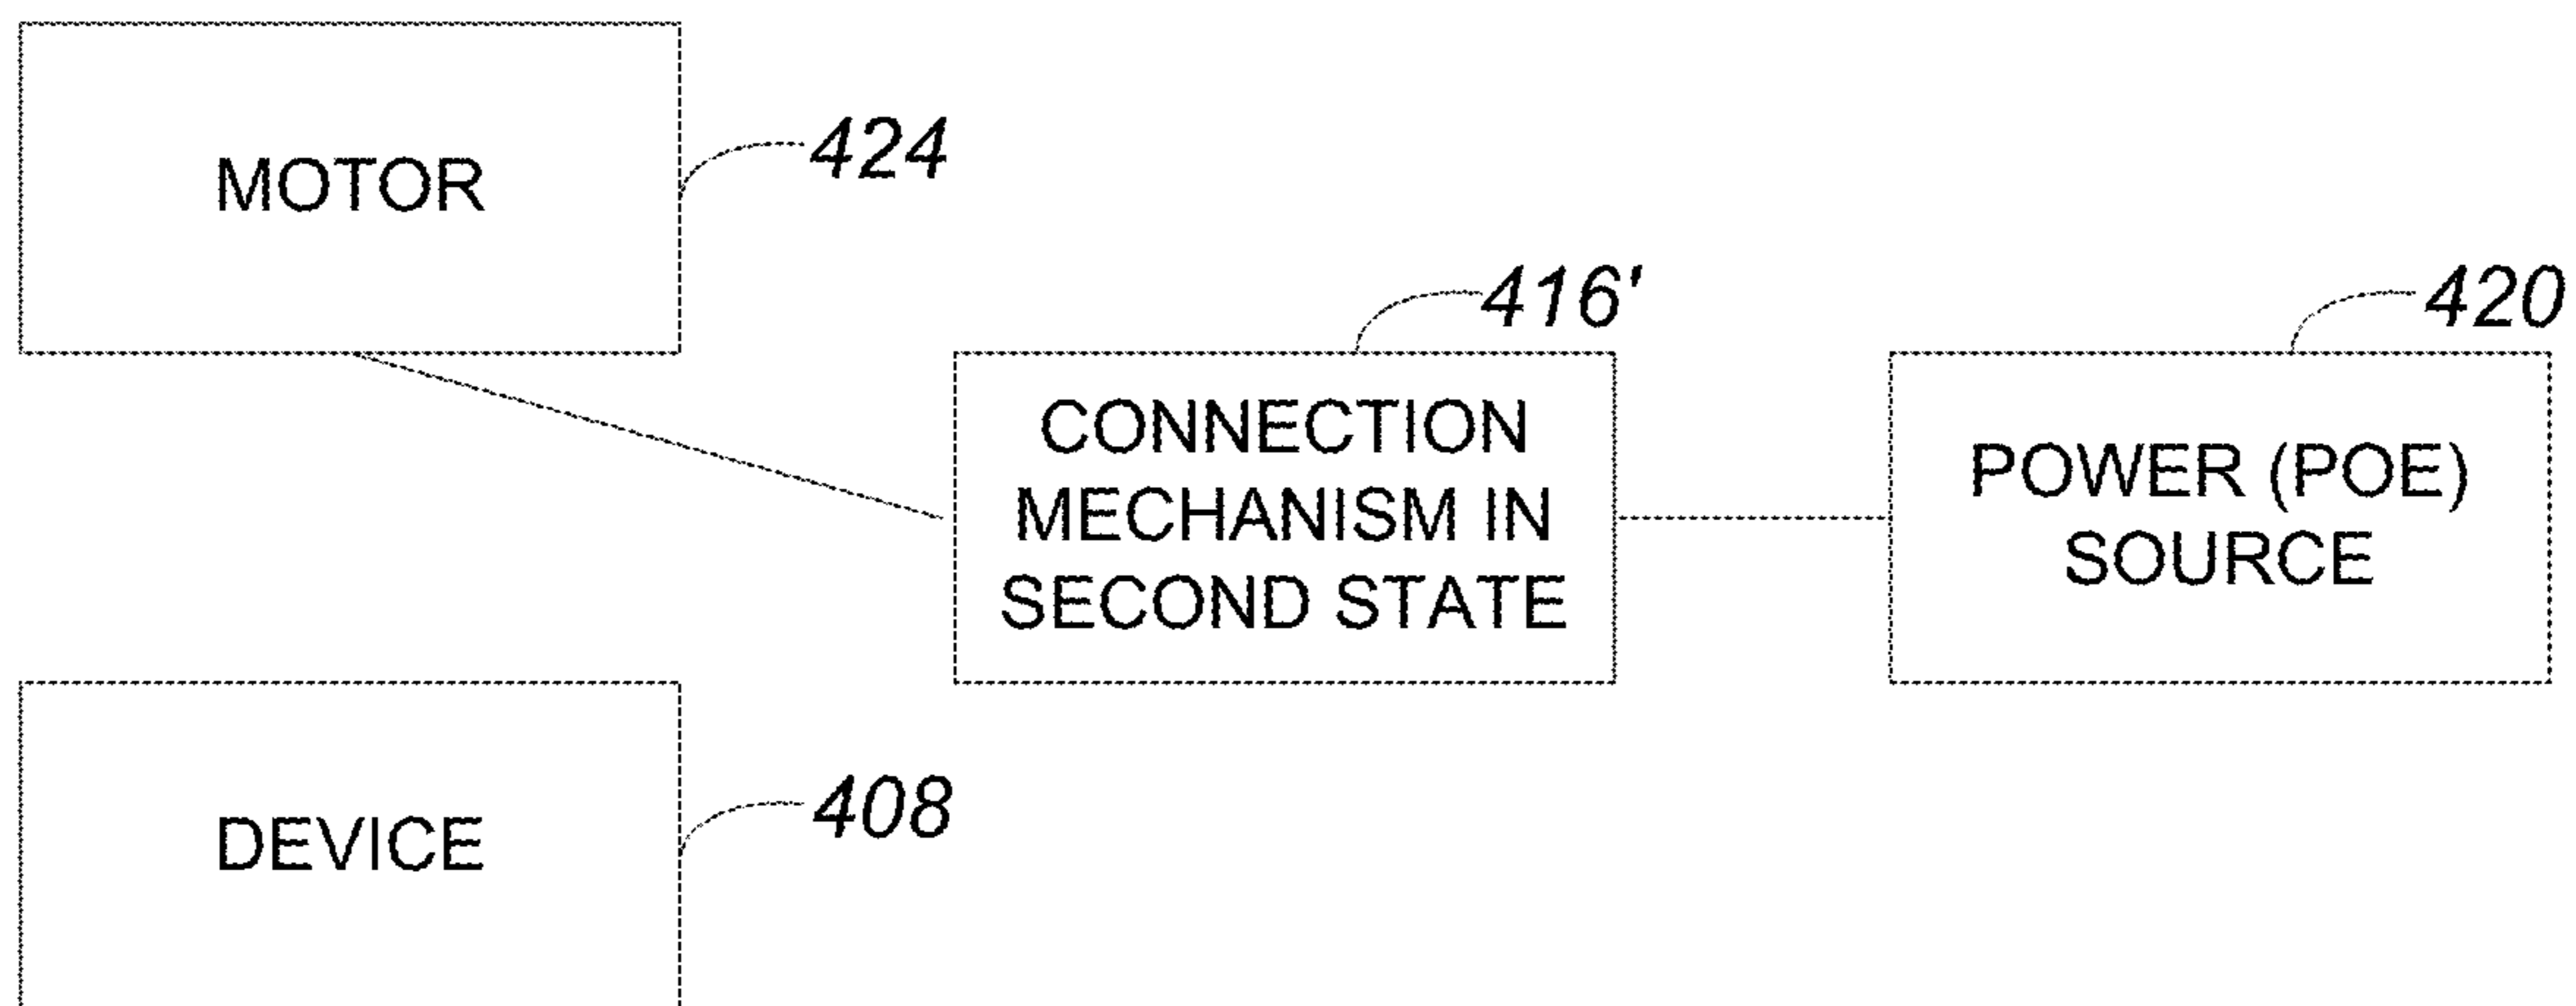 MOTOR
424
416'
420
CONNECTION
MECHANISM IN
SECOND STATE
POWER (POE)
SOURCE
DEVICE
408